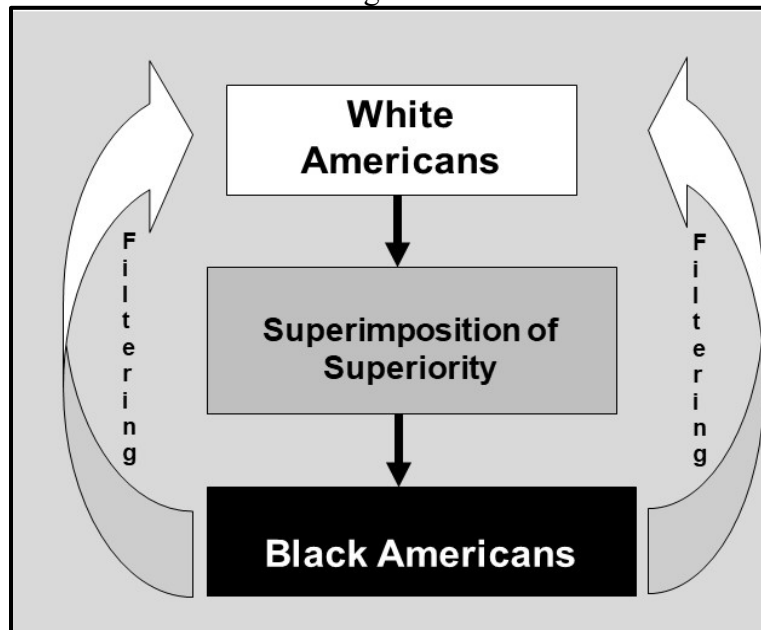 White
Americans
Filtering
Filtering
Superimposition of
Superiority
Black Americans